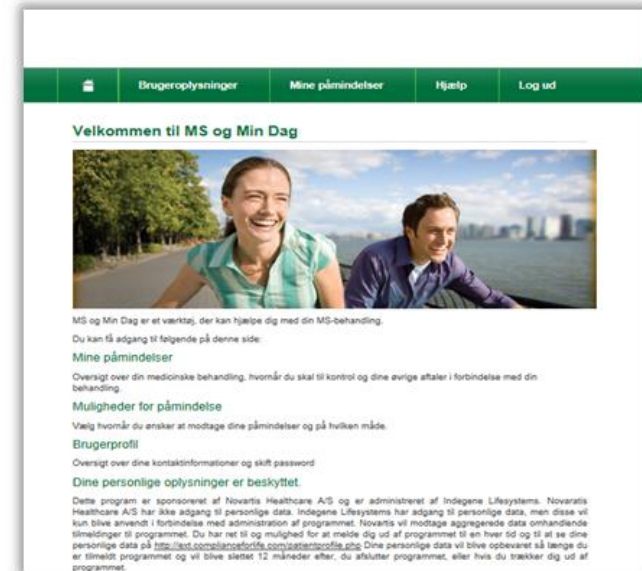 Brugeroplysninger Mine påmindelser Hjælp Log ud
Velkommen til MS og Min Dag
MS og Min Dag er et værktøj, der kan hjælpe dig med din MS-behandling.
Du kan få adgang til følgende på denne side:
Mine påmindelser
Oversigt over din medicinske behandling, hvornår du skal til kontrol og dine øvrige aftaler i forbindelse med din
behandling.
Muligheder for påmindelse
Vælg hvornår du ønsker at modtage dine påmindelser og på hvilken måde.
Brugerprofil
Oversigt over dine kontaktinformationer og skift password
Dine personlige oplysninger er beskyttet.
Dette program er sponsoreret af Novartis Healthcare A/S og er administreret af Indegene Lifesystems. Novaratis
Healthcare A/S har ikke adgang til personlige data. Indegene Lifesystems har adgang til personlige data, men disse vil
kun blive anvendt i forbindelse med administration af programmet. Novartis vil modtage aggregerede data omhandlende
tilmeldinger til programmet. Du har ret til og mulighed for at melde dig ud af programmet til en hver tid og til at se dine
personlige data på http://ext.complianceforlife.com/patientprofile.php Dine personlige data vil blive opbevaret så længe du
er tilmeldt programmet og vil blive slettet 12 måneder efter, du afslutter programmet, eller hvis du trækker dig ud af
programmet.